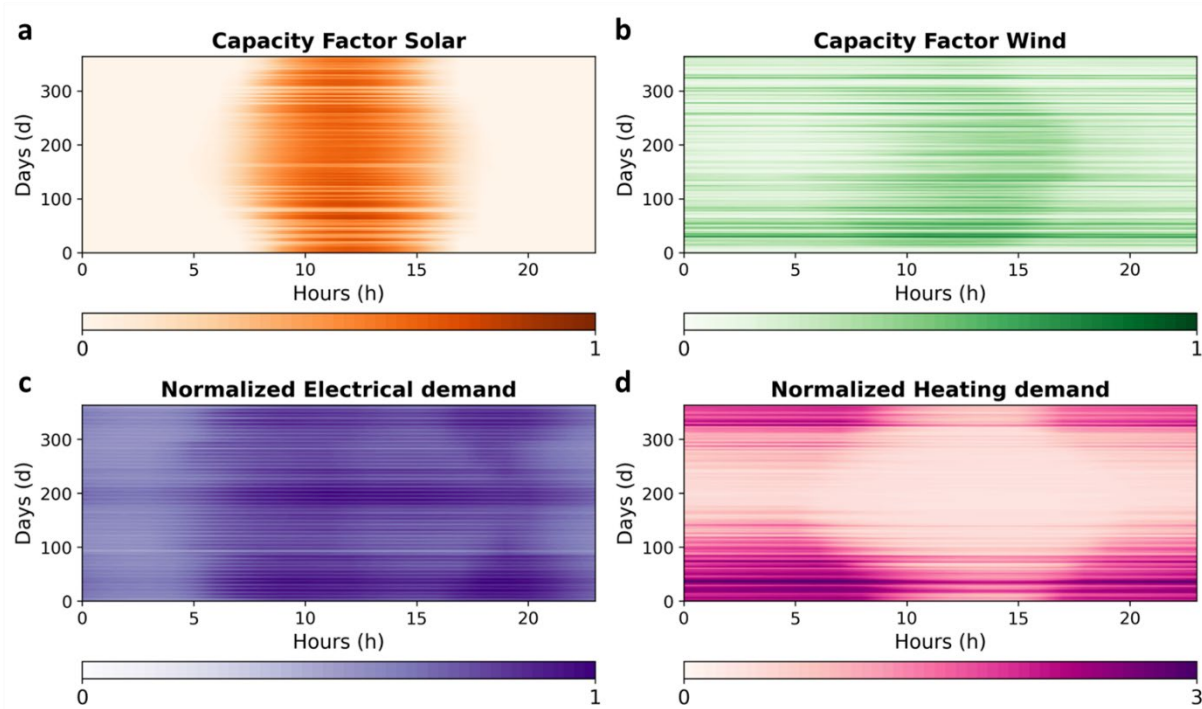 a
Capacity Factor Solar
Days (d)
300
200
100
0
0 5 10 15 20
Hours (h)
0 1
b
Capacity Factor Wind
Days (d)
300
200
100
0
0 5 10 15 20
Hours (h)
0 1
c
Normalized Electrical demand
Days (d)
300
200
100
0
0 5 10 15 20
Hours (h)
0 1
d
Normalized Heating demand
Days (d)
300
200
100
0
0 5 10 15 20
Hours (h)
0 3